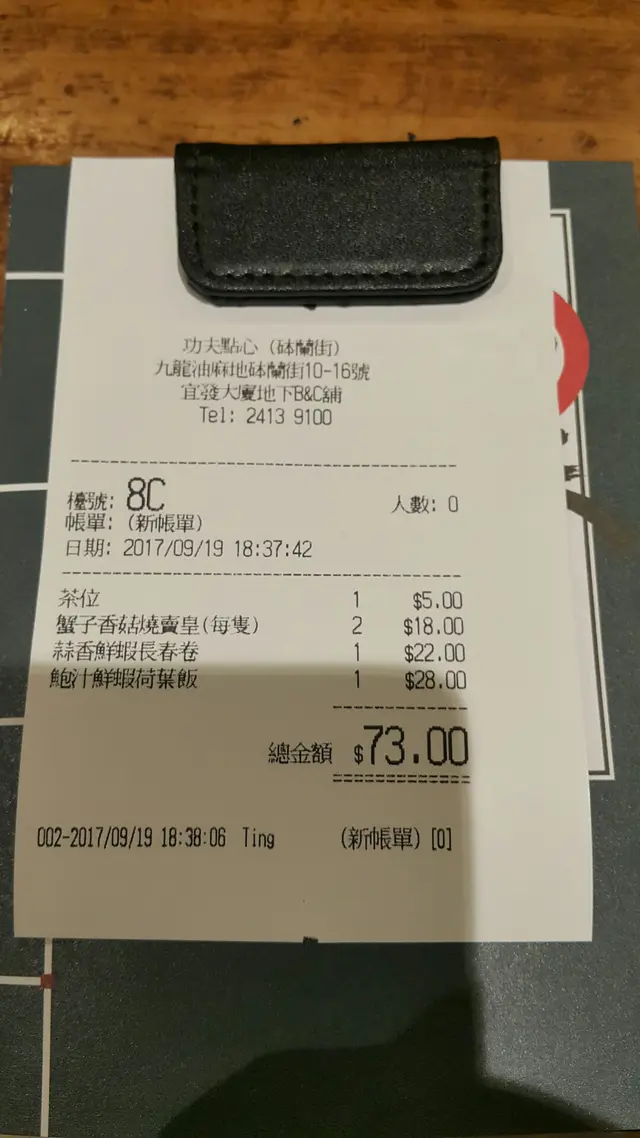 功夫點心 (砵蘭街)
九龍油麻地砵蘭街10-16號
宜發大廈地下B&C舖
Tel: 2413 9100
檯號: 8C 人數: 0
帳單: (新帳單)
日期: 2017/09/19 18:37:42
茶位 1 $5.00
蟹子香菇燒賣皇(每隻) 2 $18.00
蒜香鮮蝦長春卷 1 $22.00
鮑汁鮮蝦荷葉飯 1 $28.00
總金額 $73.00
002-2017/09/19 18:38:06 Ting (新帳單) [0]